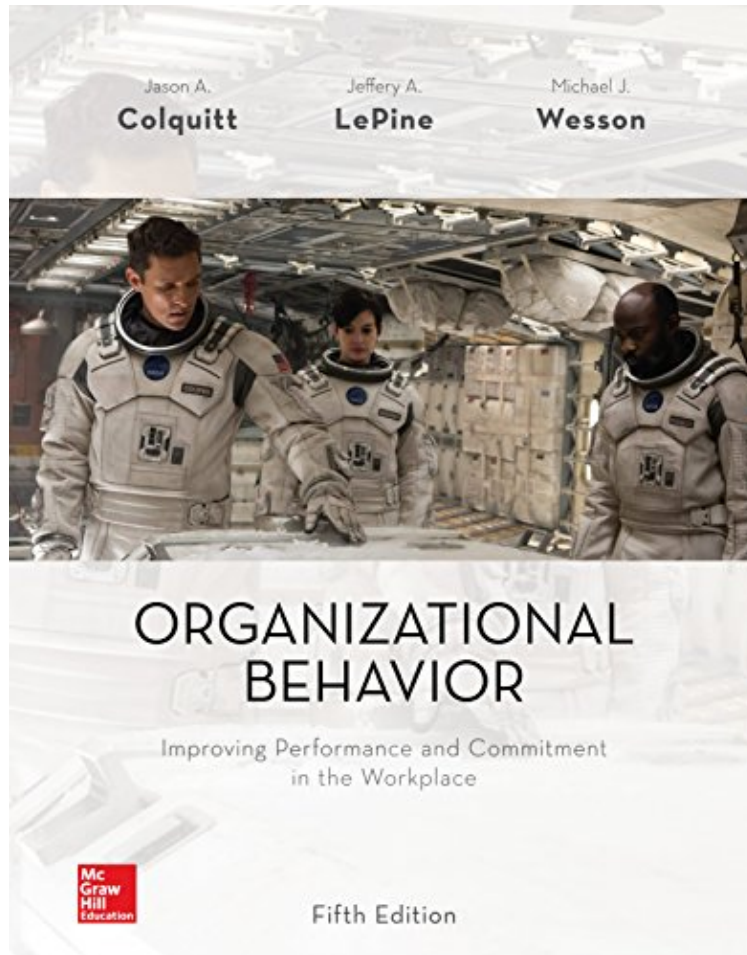 Jason A.
Colquitt
Jeffery A.
LePine
Michael J.
Wesson
ORGANIZATIONAL
BEHAVIOR
Improving Performance and Commitment
in the Workplace
Mc
Graw
Hill
Education
Fifth Edition